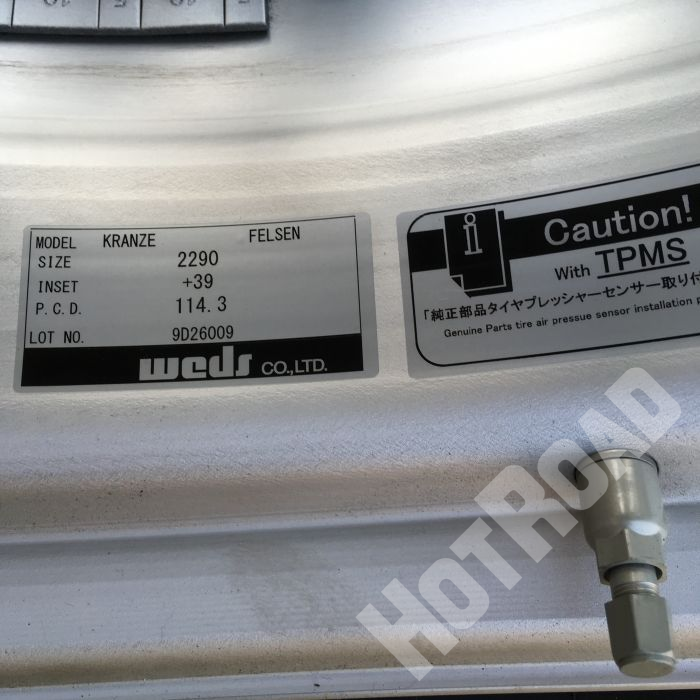 MODEL KRANZE FELSEN
SIZE 2290
INSET +39
P.C.D. 114.3
LOT NO. 9D26009
weds CO.,LTD.
i
Caution!
With TPMS
「純正部品タイヤプレッシャーセンサー取り付
Genuine Parts tire air pressue sensor installation p
HOTROAD